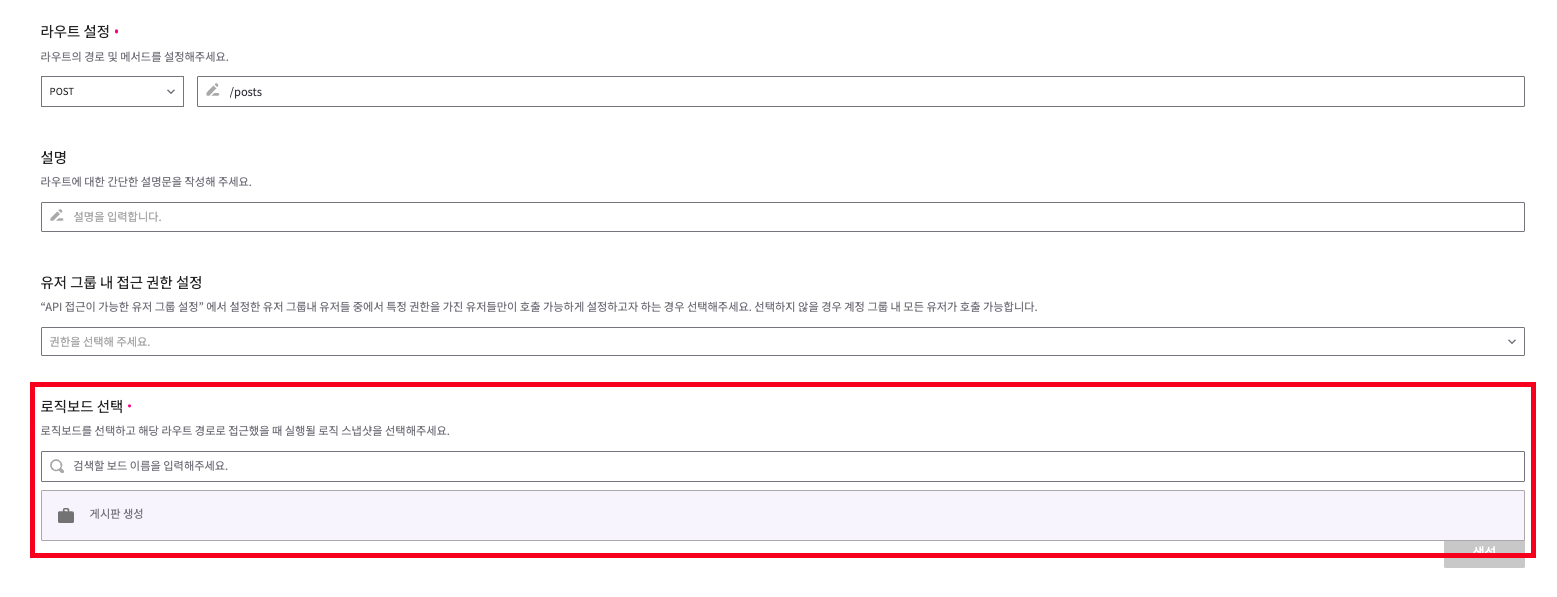 라우트 설정 •
라우트의 경로 및 메서드를 설정해주세요.
POST /posts
설명
라우트에 대한 간단한 설명문을 작성해 주세요.
설명을 입력합니다.
유저 그룹 내 접근 권한 설정
“API 접근이 가능한 유저 그룹 설정” 에서 설정한 유저 그룹내 유저들 중에서 특정 권한을 가진 유저들만이 호출 가능하게 설정하고자 하는 경우 선택해주세요. 선택하지 않을 경우 계정 그룹 내 모든 유저가 호출 가능합니다.
권한을 선택해 주세요.
로직보드 선택 •
로직보드를 선택하고 해당 라우트 경로로 접근했을 때 실행될 로직 스냅샷을 선택해주세요.
검색할 보드 이름을 입력해주세요.
게시판 생성
생성